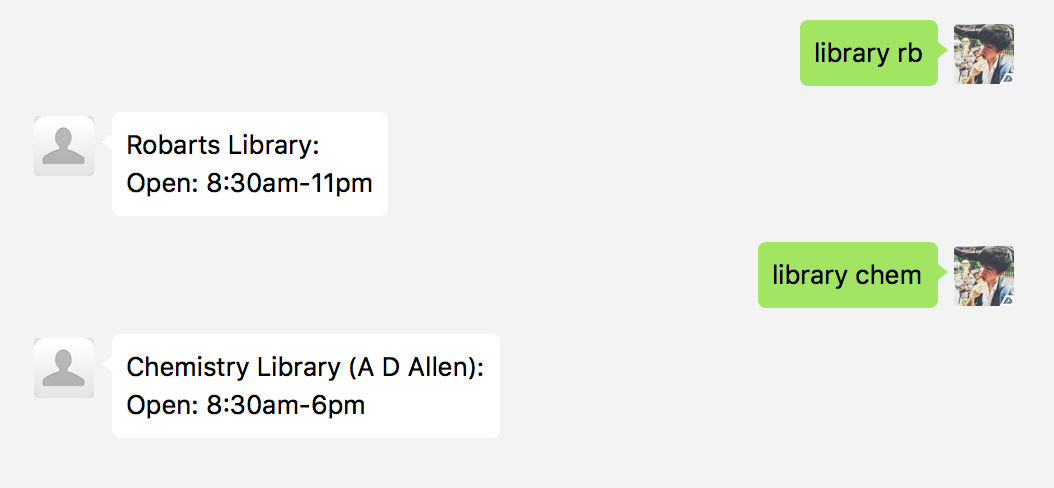 library rb
Robarts Library:
Open: 8:30am-11pm
library chem
Chemistry Library (A D Allen):
Open: 8:30am-6pm